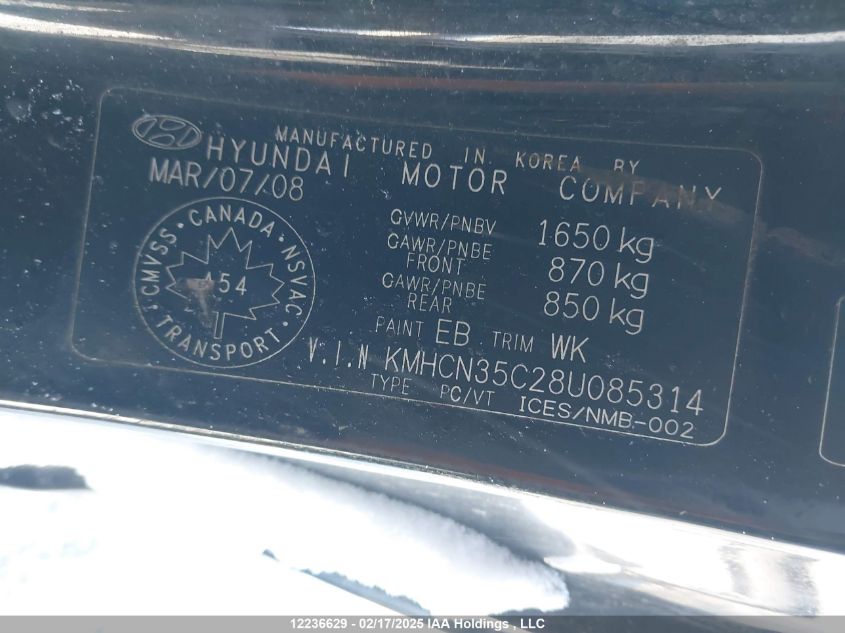 MANUFACTURED IN KOREA BY
HYUNDAI MOTOR COMPANY
MAR/07/08
GVWR/PNBV 1650 kg
GAWR/PNBE FRONT 870 kg
GAWR/PNBE REAR 850 kg
CANADA · NSVAC · TRANSPORT · CMVSS ·
454
PAINT EB TRIM WK
V.I.N KMHCN35C28U085314
TYPE PC/VT ICES/NMB-002
12236629 - 02/17/2025 IAA Holdings , LLC